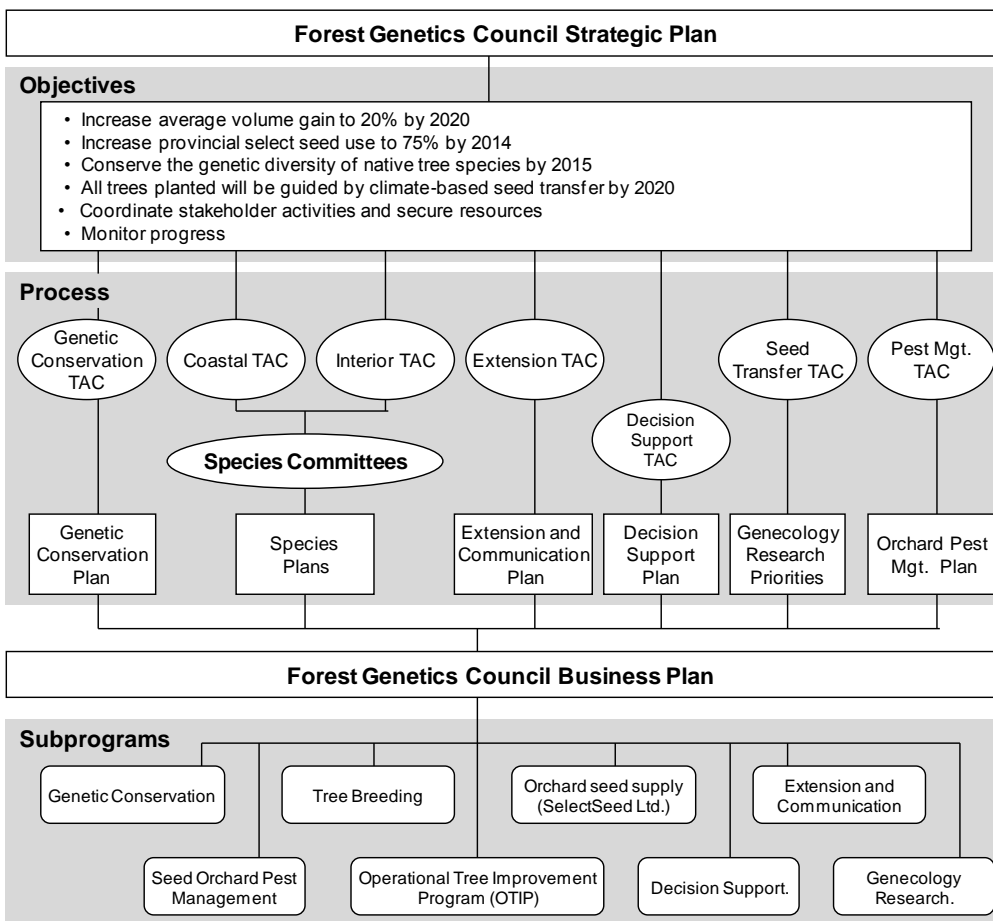 Forest Genetics Council Strategic Plan
Objectives
• Increase average volume gain to 20% by 2020
• Increase provincial select seed use to 75% by 2014
• Conserve the genetic diversity of native tree species by 2015
• All trees planted will be guided by climate-based seed transfer by 2020
• Coordinate stakeholder activities and secure resources
• Monitor progress
Process
Genetic
Conservation
TAC
Coastal TAC
Interior TAC
Extension TAC
Decision
Support
TAC
Seed
Transfer TAC
Pest Mgt.
TAC
Species Committees
Genetic
Conservation
Plan
Species
Plans
Extension and
Communication
Plan
Decision
Support
Plan
Genecology
Research
Priorities
Orchard Pest
Mgt. Plan
Forest Genetics Council Business Plan
Subprograms
Genetic Conservation
Tree Breeding
Orchard seed supply
(SelectSeed Ltd.)
Extension and
Communication
Seed Orchard Pest
Management
Operational Tree Improvement
Program (OTIP)
Decision Support.
Genecology
Research.